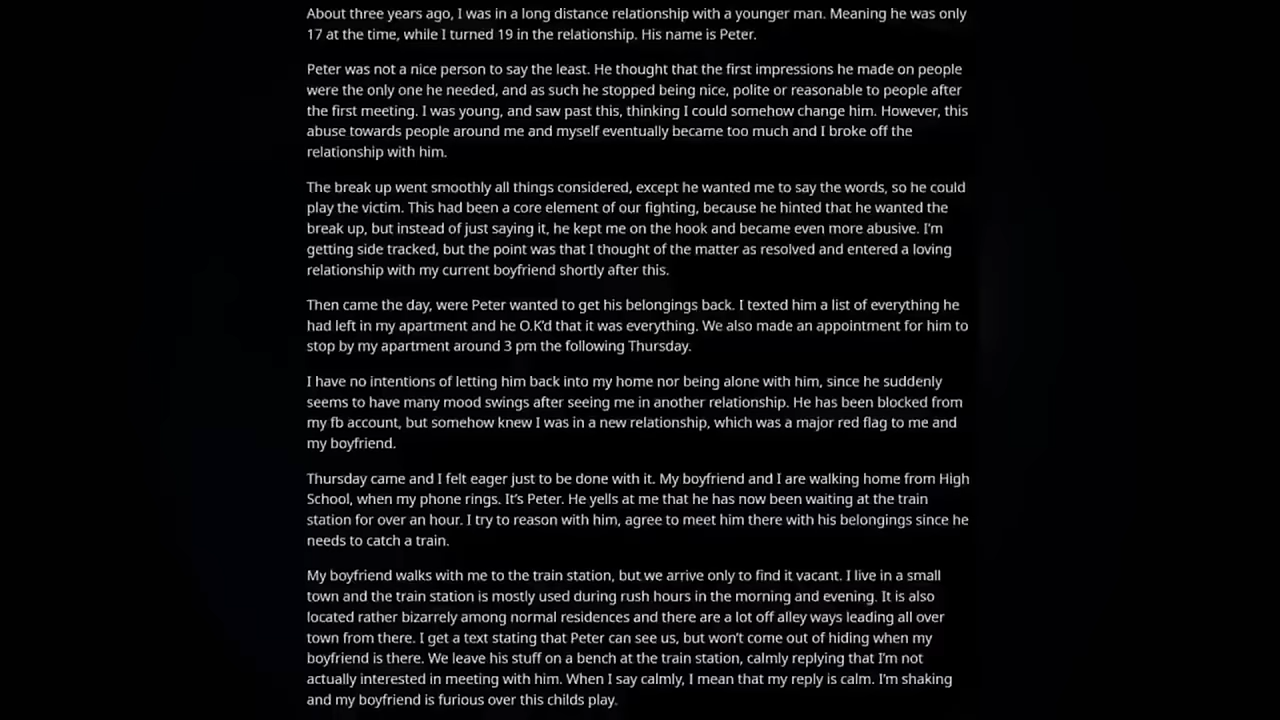 About three years ago, I was in a long distance relationship with a younger man. Meaning he was only
17 at the time, while I turned 19 in the relationship. His name is Peter.
Peter was not a nice person to say the least. He thought that the first impressions he made on people
were the only one he needed, and as such he stopped being nice, polite or reasonable to people after
the first meeting. I was young, and saw past this, thinking I could somehow change him. However, this
abuse towards people around me and myself eventually became too much and I broke off the
relationship with him.
The break up went smoothly all things considered, except he wanted me to say the words, so he could
play the victim. This had been a core element of our fighting, because he hinted that he wanted the
break up, but instead of just saying it, he kept me on the hook and became even more abusive. I'm
getting side tracked, but the point was that I thought of the matter as resolved and entered a loving
relationship with my current boyfriend shortly after this.
Then came the day, were Peter wanted to get his belongings back. I texted him a list of everything he
had left in my apartment and he O.K'd that it was everything. We also made an appointment for him to
stop by my apartment around 3 pm the following Thursday.
I have no intentions of letting him back into my home nor being alone with him, since he suddenly
seems to have many mood swings after seeing me in another relationship. He has been blocked from
my fb account, but somehow knew I was in a new relationship, which was a major red flag to me and
my boyfriend.
Thursday came and I felt eager just to be done with it. My boyfriend and I are walking home from High
School, when my phone rings. It's Peter. He yells at me that he has now been waiting at the train
station for over an hour. I try to reason with him, agree to meet him there with his belongings since he
needs to catch a train.
My boyfriend walks with me to the train station, but we arrive only to find it vacant. I live in a small
town and the train station is mostly used during rush hours in the morning and evening. It is also
located rather bizarrely among normal residences and there are a lot off alley ways leading all over
town from there. I get a text stating that Peter can see us, but won't come out of hiding when my
boyfriend is there. We leave his stuff on a bench at the train station, calmly replying that I'm not
actually interested in meeting with him. When I say calmly, I mean that my reply is calm. I'm shaking
and my boyfriend is furious over this childs play.